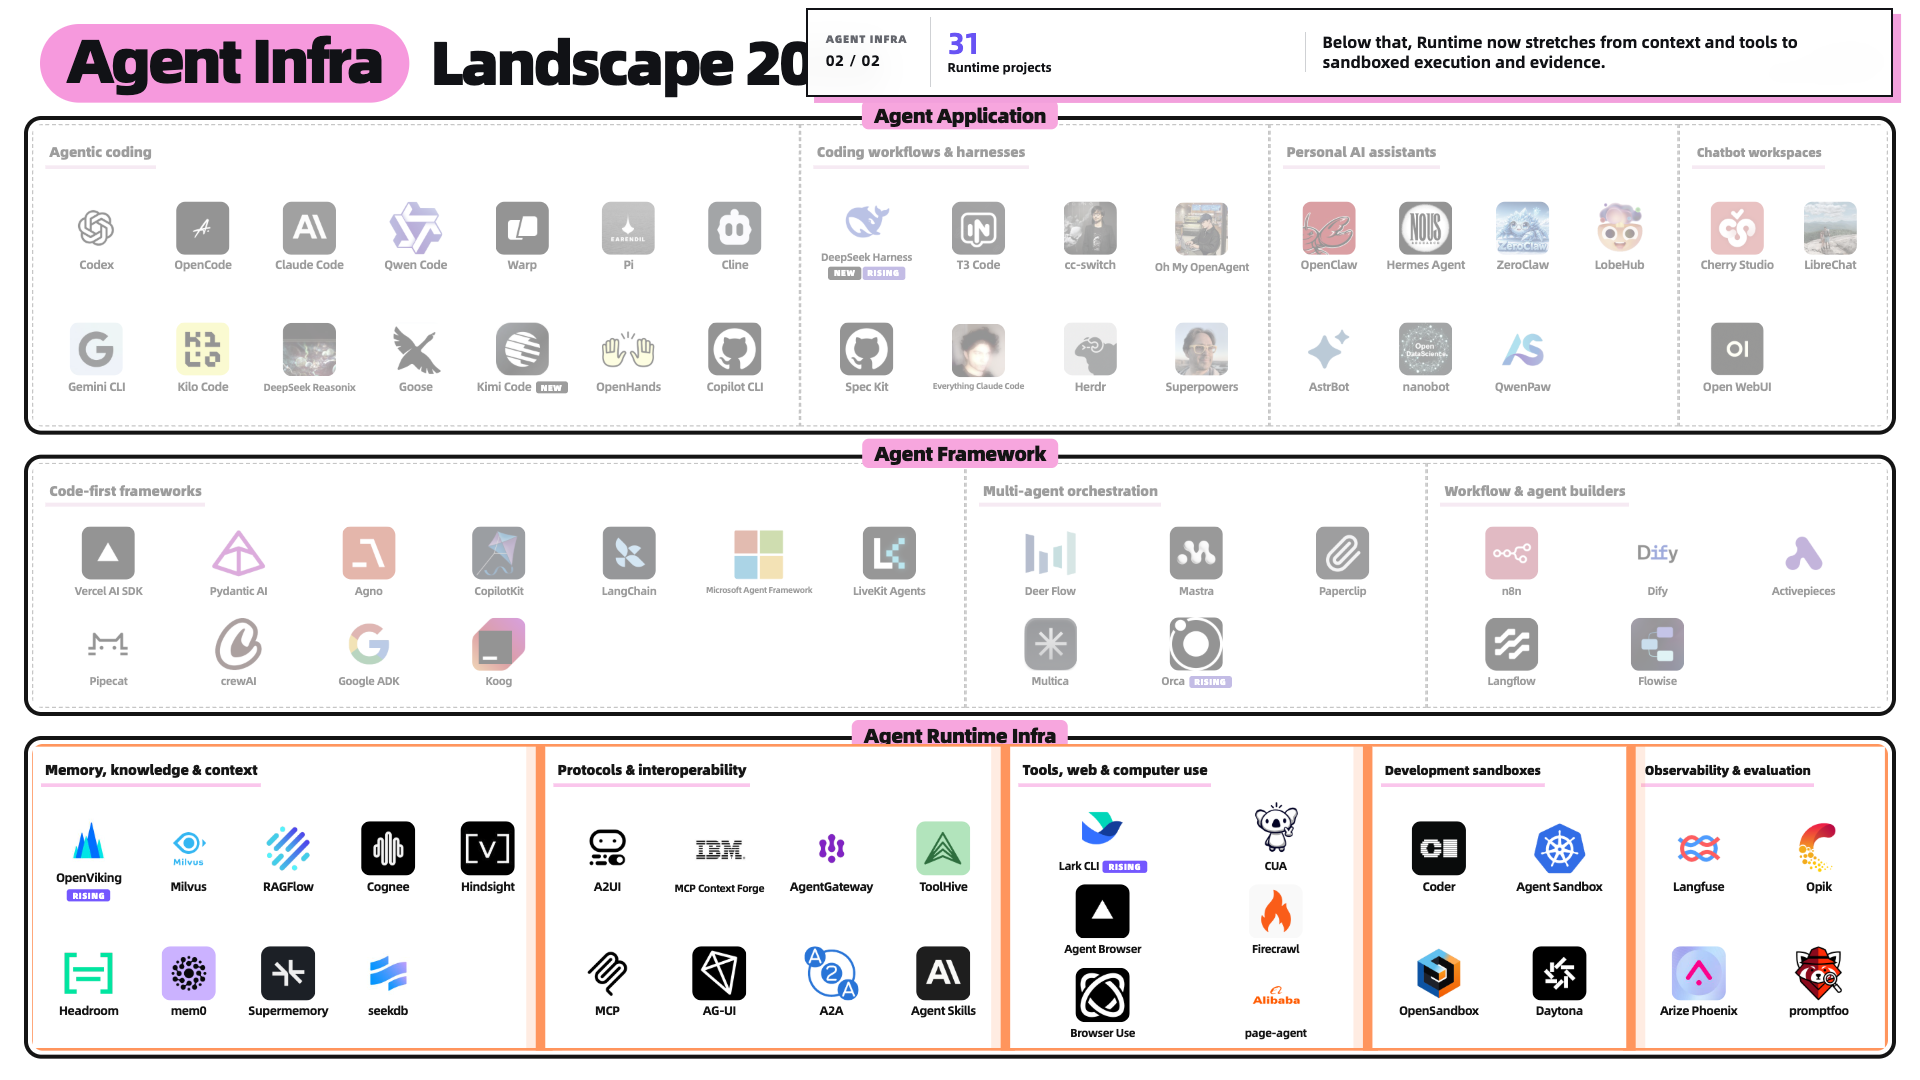 Agent Infra Landscape 20
AGENT INFRA
02 / 02
31
Runtime projects
Below that, Runtime now stretches from context and tools to
sandboxed execution and evidence.
Agent Application
Agentic coding
Codex
OpenCode
Claude Code
Qwen Code
Warp
EARENDIL
Pi
Cline
Gemini CLI
Kilo Code
DeepSeek Reasonix
Goose
Kimi Code NEW
OpenHands
Copilot CLI
Coding workflows & harnesses
DeepSeek Harness
NEW RISING
T3 Code
cc-switch
Oh My OpenAgent
Spec Kit
Everything Claude Code
Herdr
Superpowers
Personal AI assistants
OpenClaw
NOUS
Hermes Agent
ZeroClaw
ZeroClaw
LobeHub
AstrBot
Open
DataScience
nanobot
QwenPaw
Chatbot workspaces
Cherry Studio
LibreChat
Open WebUI
Agent Framework
Code-first frameworks
Vercel AI SDK
Pydantic AI
Agno
CopilotKit
LangChain
Microsoft Agent Framework
LiveKit Agents
Pipecat
crewAI
Google ADK
Koog
Multi-agent orchestration
Deer Flow
Mastra
Paperclip
Multica
Orca RISING
Workflow & agent builders
n8n
Dify
Dify
Activepieces
Langflow
Flowise
Agent Runtime Infra
Memory, knowledge & context
OpenViking
RISING
Milvus
Milvus
RAGFlow
Cognee
Hindsight
Headroom
mem0
Supermemory
seekdb
Protocols & interoperability
A2UI
IBM
MCP Context Forge
AgentGateway
ToolHive
MCP
AG-UI
A 2 A
A2A
Agent Skills
Tools, web & computer use
Lark CLI RISING
CUA
Agent Browser
Firecrawl
Browser Use
Alibaba
page-agent
Development sandboxes
Coder
Agent Sandbox
OpenSandbox
Daytona
Observability & evaluation
Langfuse
Opik
Arize Phoenix
promptfoo